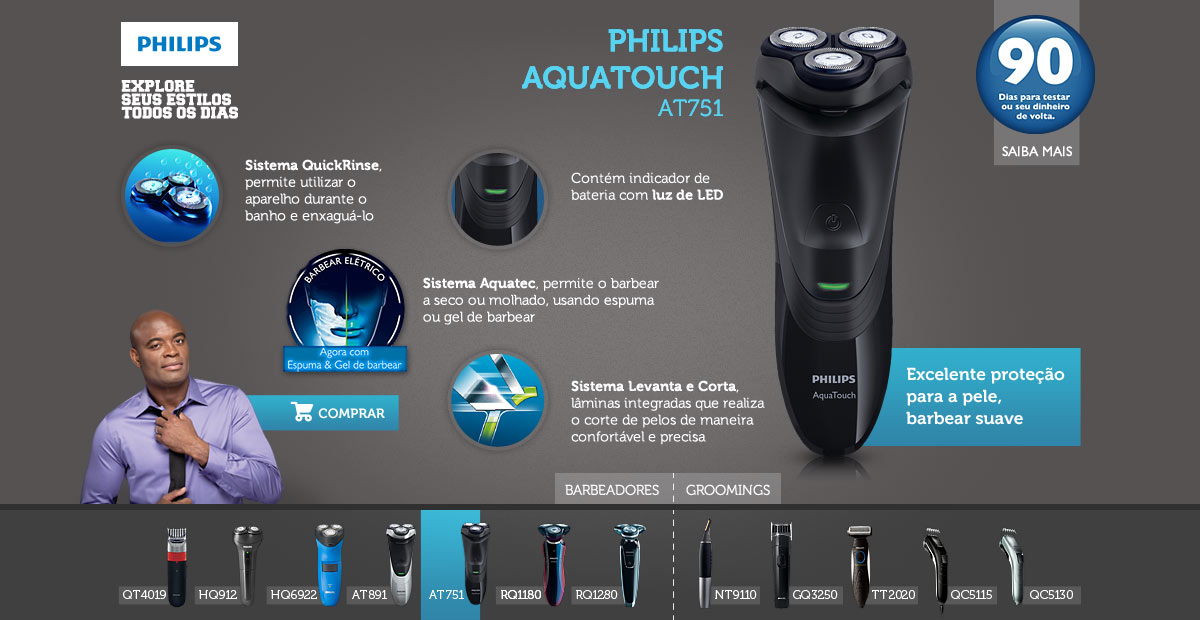 PHILIPS
EXPLORE
SEUS ESTILOS
TODOS OS DIAS
PHILIPS
AQUATOUCH
AT751
90
Dias para testar
ou seu dinheiro
de volta.
SAIBA MAIS
Sistema QuickRinse,
permite utilizar o
aparelho durante o
banho e enxaguá-lo
Contém indicador de
bateria com luz de LED
BARBEAR ELÉTRICO
Agora com
Espuma & Gel de barbear
Sistema Aquatec, permite o barbear
a seco ou molhado, usando espuma
ou gel de barbear
Sistema Levanta e Corta,
lâminas integradas que realiza
o corte de pelos de maneira
confortável e precisa
COMPRAR
PHILIPS
AquaTouch
Excelente proteção
para a pele,
barbear suave
BARBEADORES
GROOMINGS
QT4019
HQ912
HQ6922
AT891
AT751
RQ1180
RQ1280
NT9110
GQ3250
TT2020
QC5115
QC5130